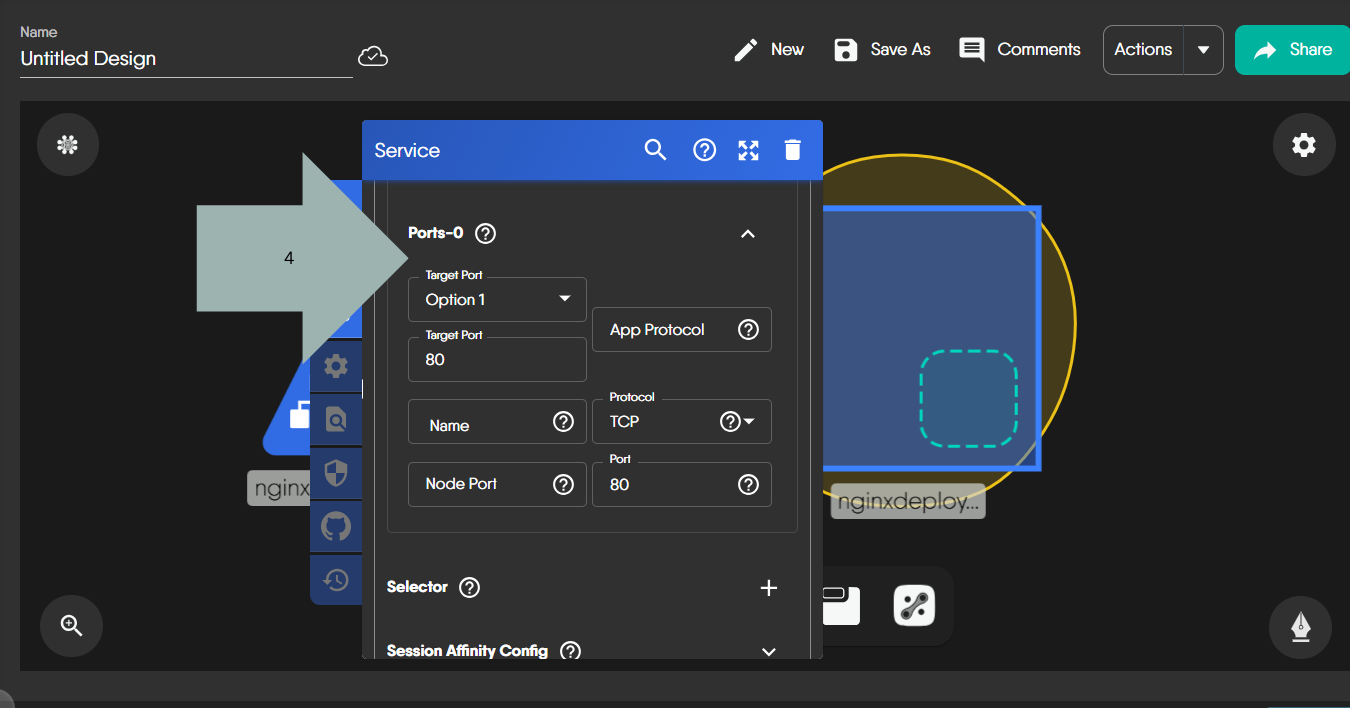 Name
Untitled Design
New
Save As
Comments
Actions
Share
Service
4
Ports-0
Target Port
Option 1
App Protocol
Target Port
80
Name
Protocol
TCP
Node Port
Port
80
Selector
Session Affinity Config
nginx
nginxdeploy...